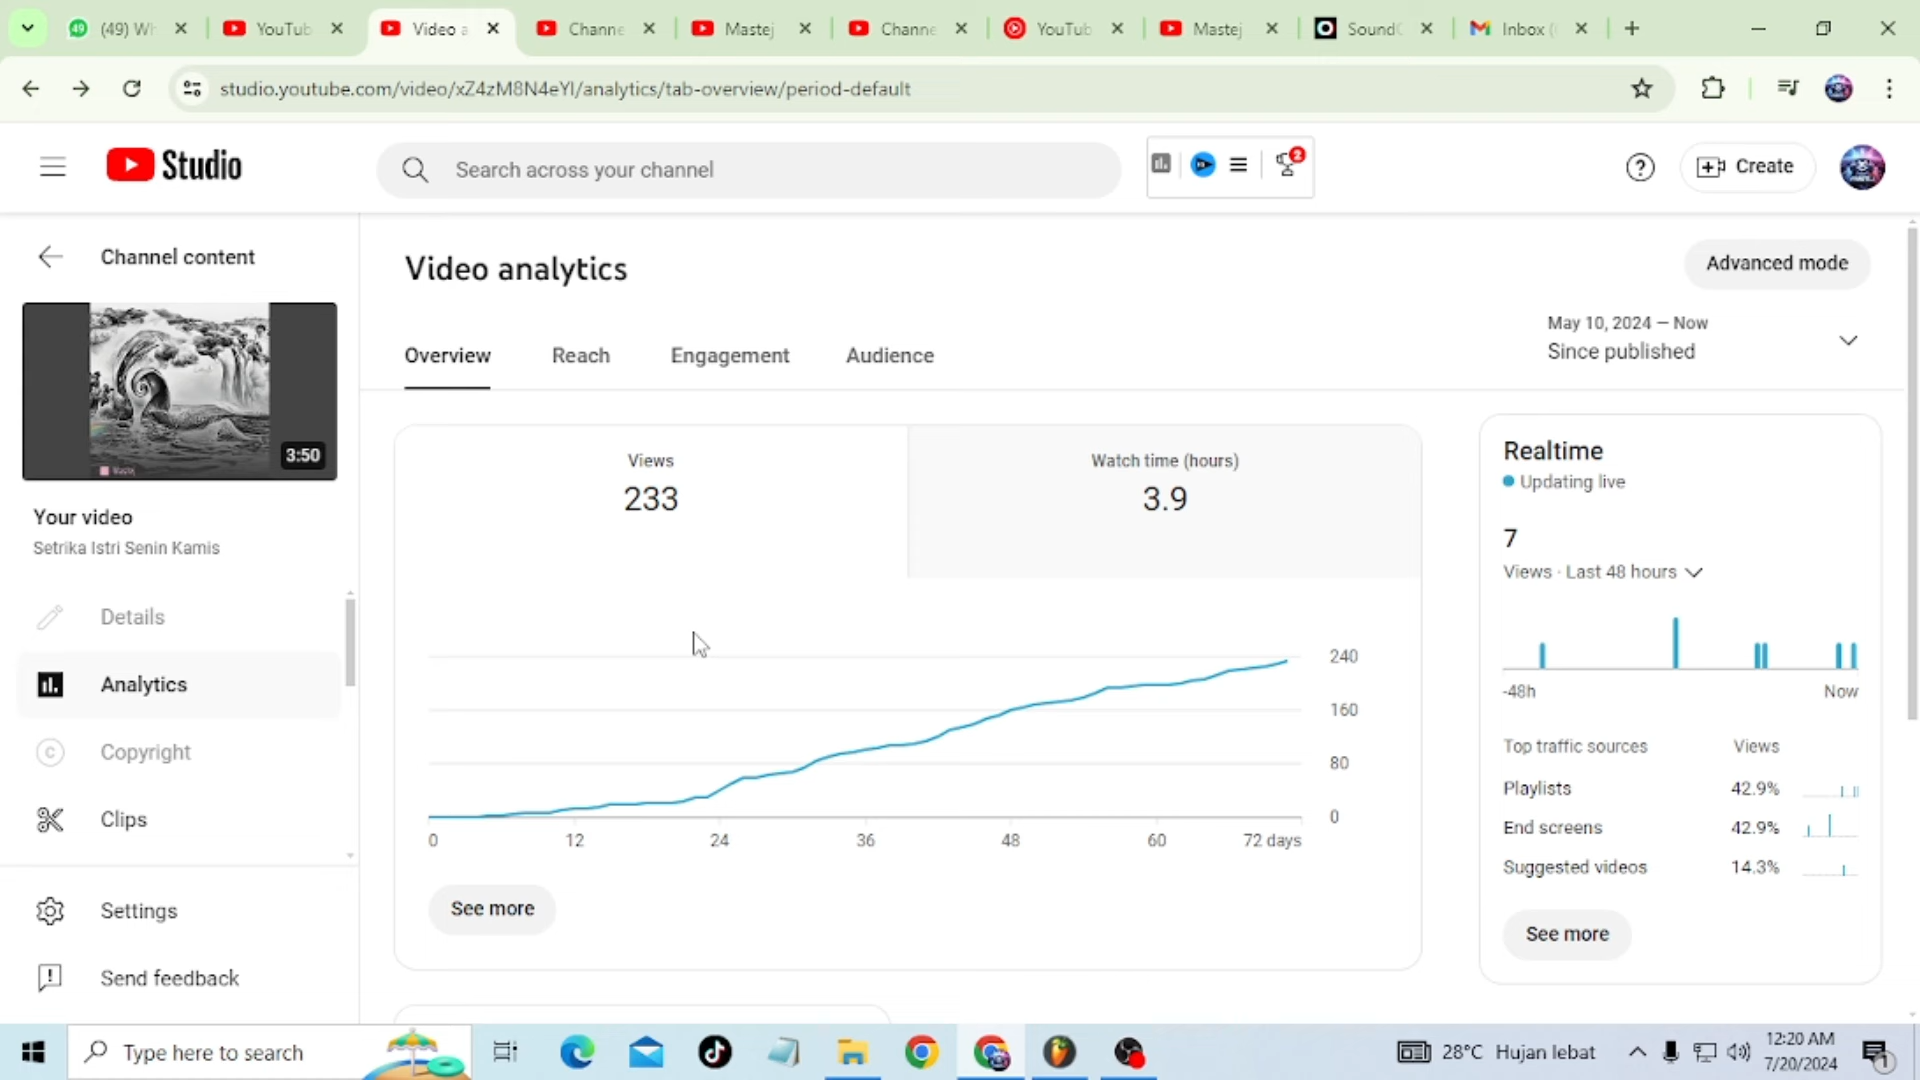 49 (49) Wh
YouTub
Video a
Channe
Mastej
Channe
YouTub
Mastej
SoundC
Inbox (
studio.youtube.com/video/xZ4zM8N4eYI/analytics/tab-overview/period-default
Studio
Search across your channel
2
Create
Channel content
3:50
Your video
Setrika Istri Senin Kamis
Details
Analytics
Copyright
Clips
Settings
Send feedback
Video analytics
Advanced mode
Overview
Reach
Engagement
Audience
May 10, 2024 – Now
Since published
Views
233
Watch time (hours)
3.9
240
160
80
0
0
12
24
36
48
60
72 days
See more
Realtime
Updating live
7
Views · Last 48 hours
-48h
Now
Top traffic sources
Views
Playlists
42.9%
End screens
42.9%
Suggested videos
14.3%
See more
Type here to search
28°C Hujan lebat
12:20 AM
7/20/2024
1